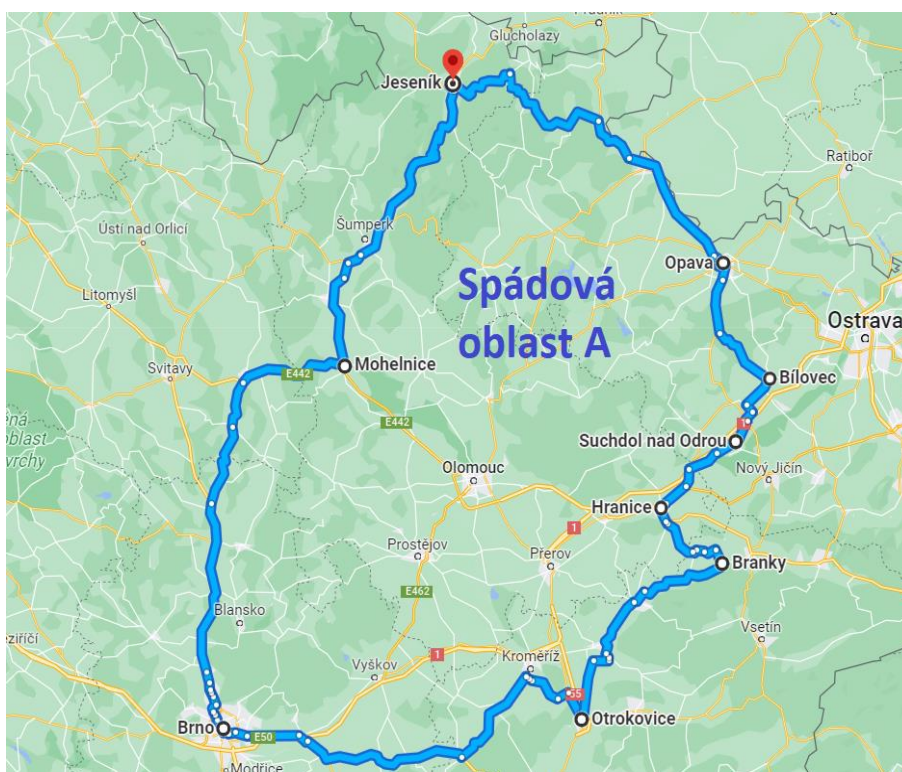 Głuchołazy
Jeseník
Ratiboř
Šumperk
Ústí nad Orlicí
Opava
Spádová
oblast A
Litomyšl
Ostrava
Svitavy
E442
Mohelnice
Bílovec
E442
Suchdol nad Odrou
1
Olomouc
Nový Jičín
Hranice
1
Prostějov
Přerov
Branky
E462
Blansko
Vsetín
Vyškov
1
Kroměříž
55
Otrokovice
Brno
E50
Modřice